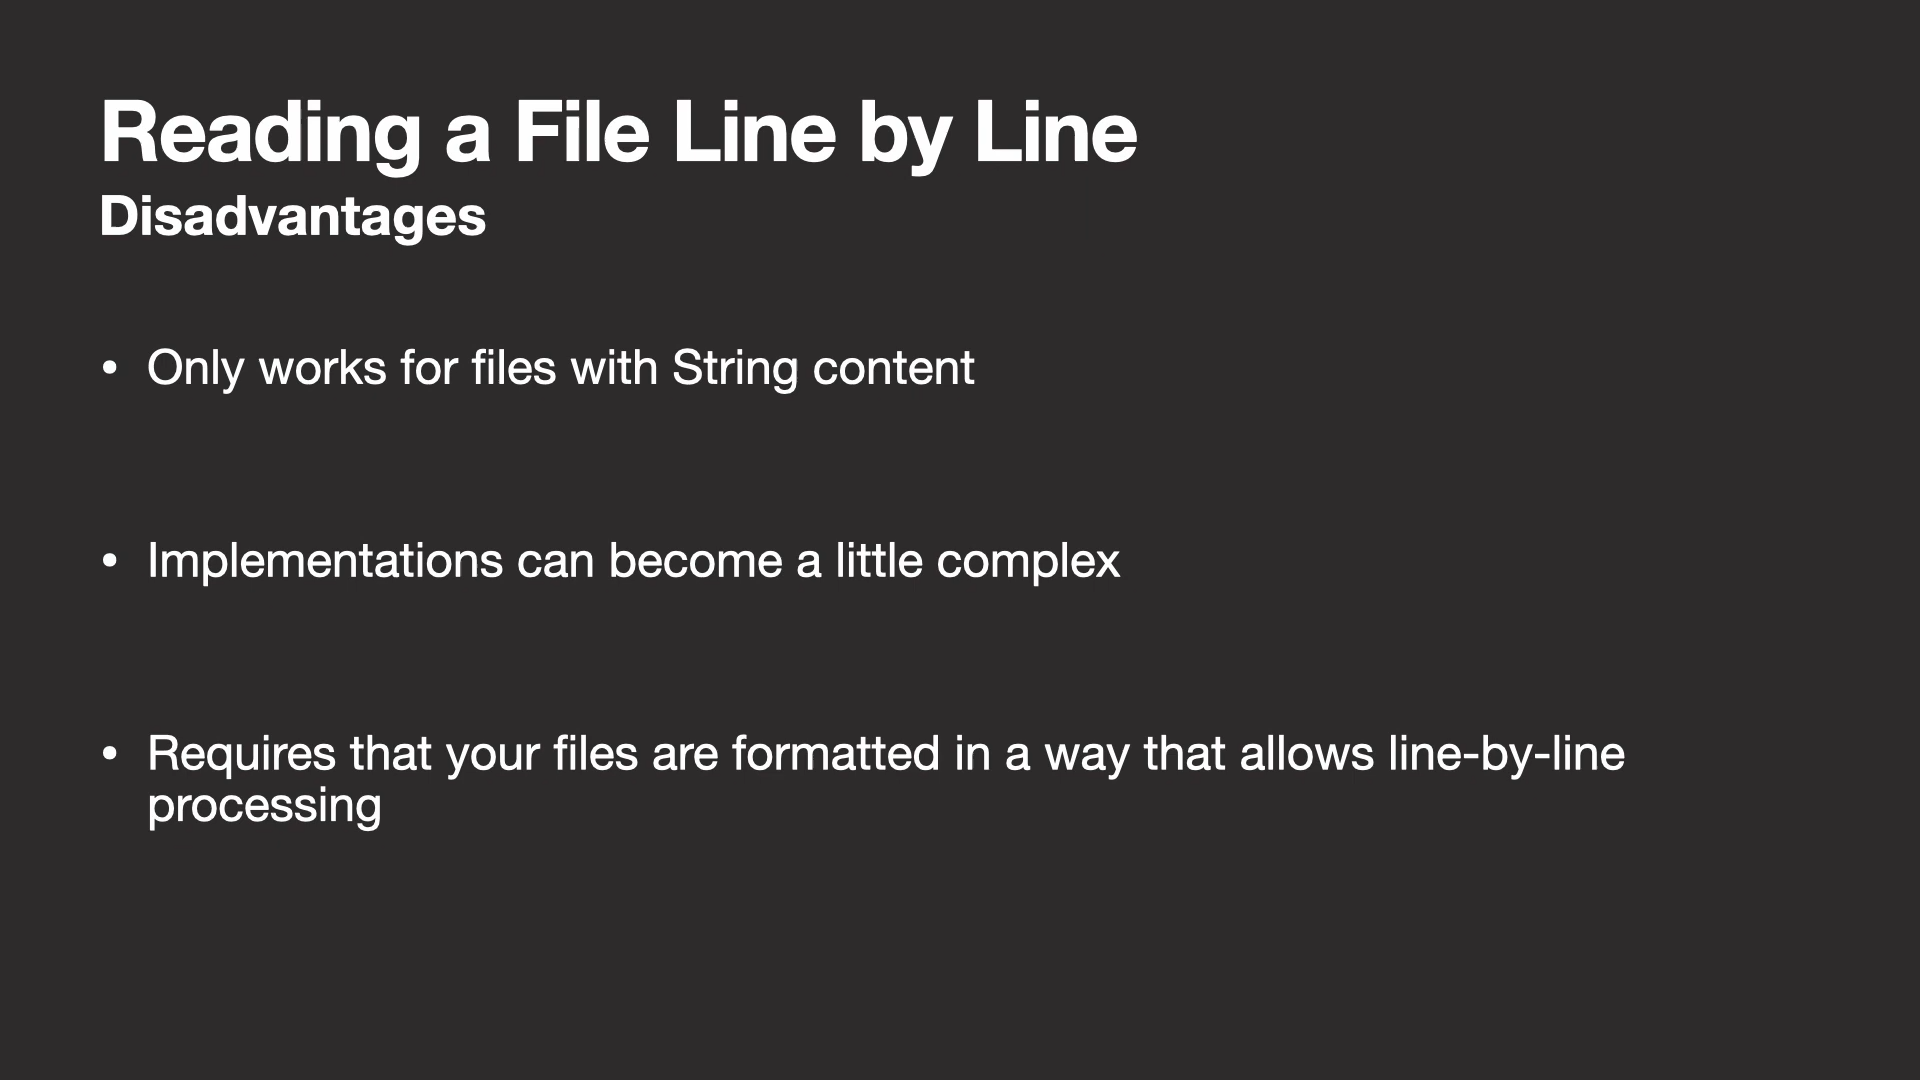 Reading a File Line by Line
Disadvantages
• Only works for files with String content
• Implementations can become a little complex
• Requires that your files are formatted in a way that allows line-by-line
processing